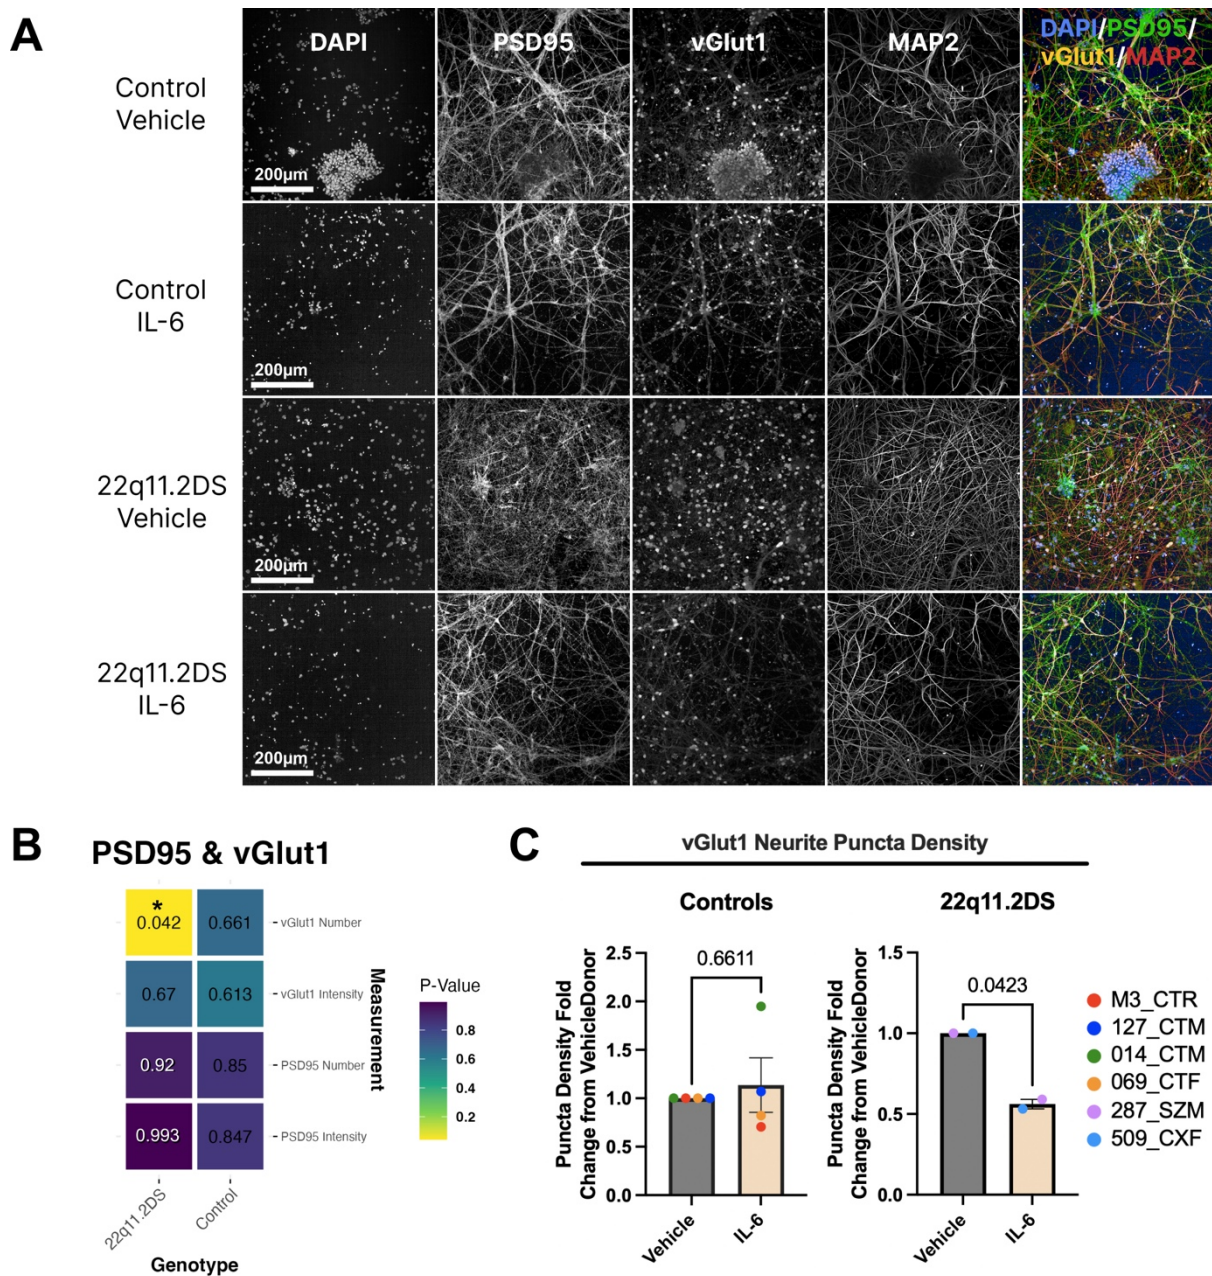 A
DAPI
PSD95
vGlut1
MAP2
DAPI/PSD95/
vGlut1/MAP2
Control
Vehicle
200µm
Control
IL-6
200µm
22q11.2DS
Vehicle
200µm
22q11.2DS
IL-6
200µm
B
PSD95 & vGlut1
*
0.042
0.661
vGlut1 Number
0.67
0.613
vGlut1 Intensity
0.92
0.85
PSD95 Number
0.993
0.847
PSD95 Intensity
22q11.2DS
Control
Genotype
Measurement
P-Value
0.8
0.6
0.4
0.2
C
vGlut1 Neurite Puncta Density
Controls
Puncta Density Fold
Change from VehicleDonor
2.5
2.0
1.5
1.0
0.5
0.0
0.6611
Vehicle
IL-6
22q11.2DS
Puncta Density Fold
Change from VehicleDonor
1.5
1.0
0.5
0.0
0.0423
Vehicle
IL-6
M3_CTR
127_CTM
014_CTM
069_CTF
287_SZM
509_CXF